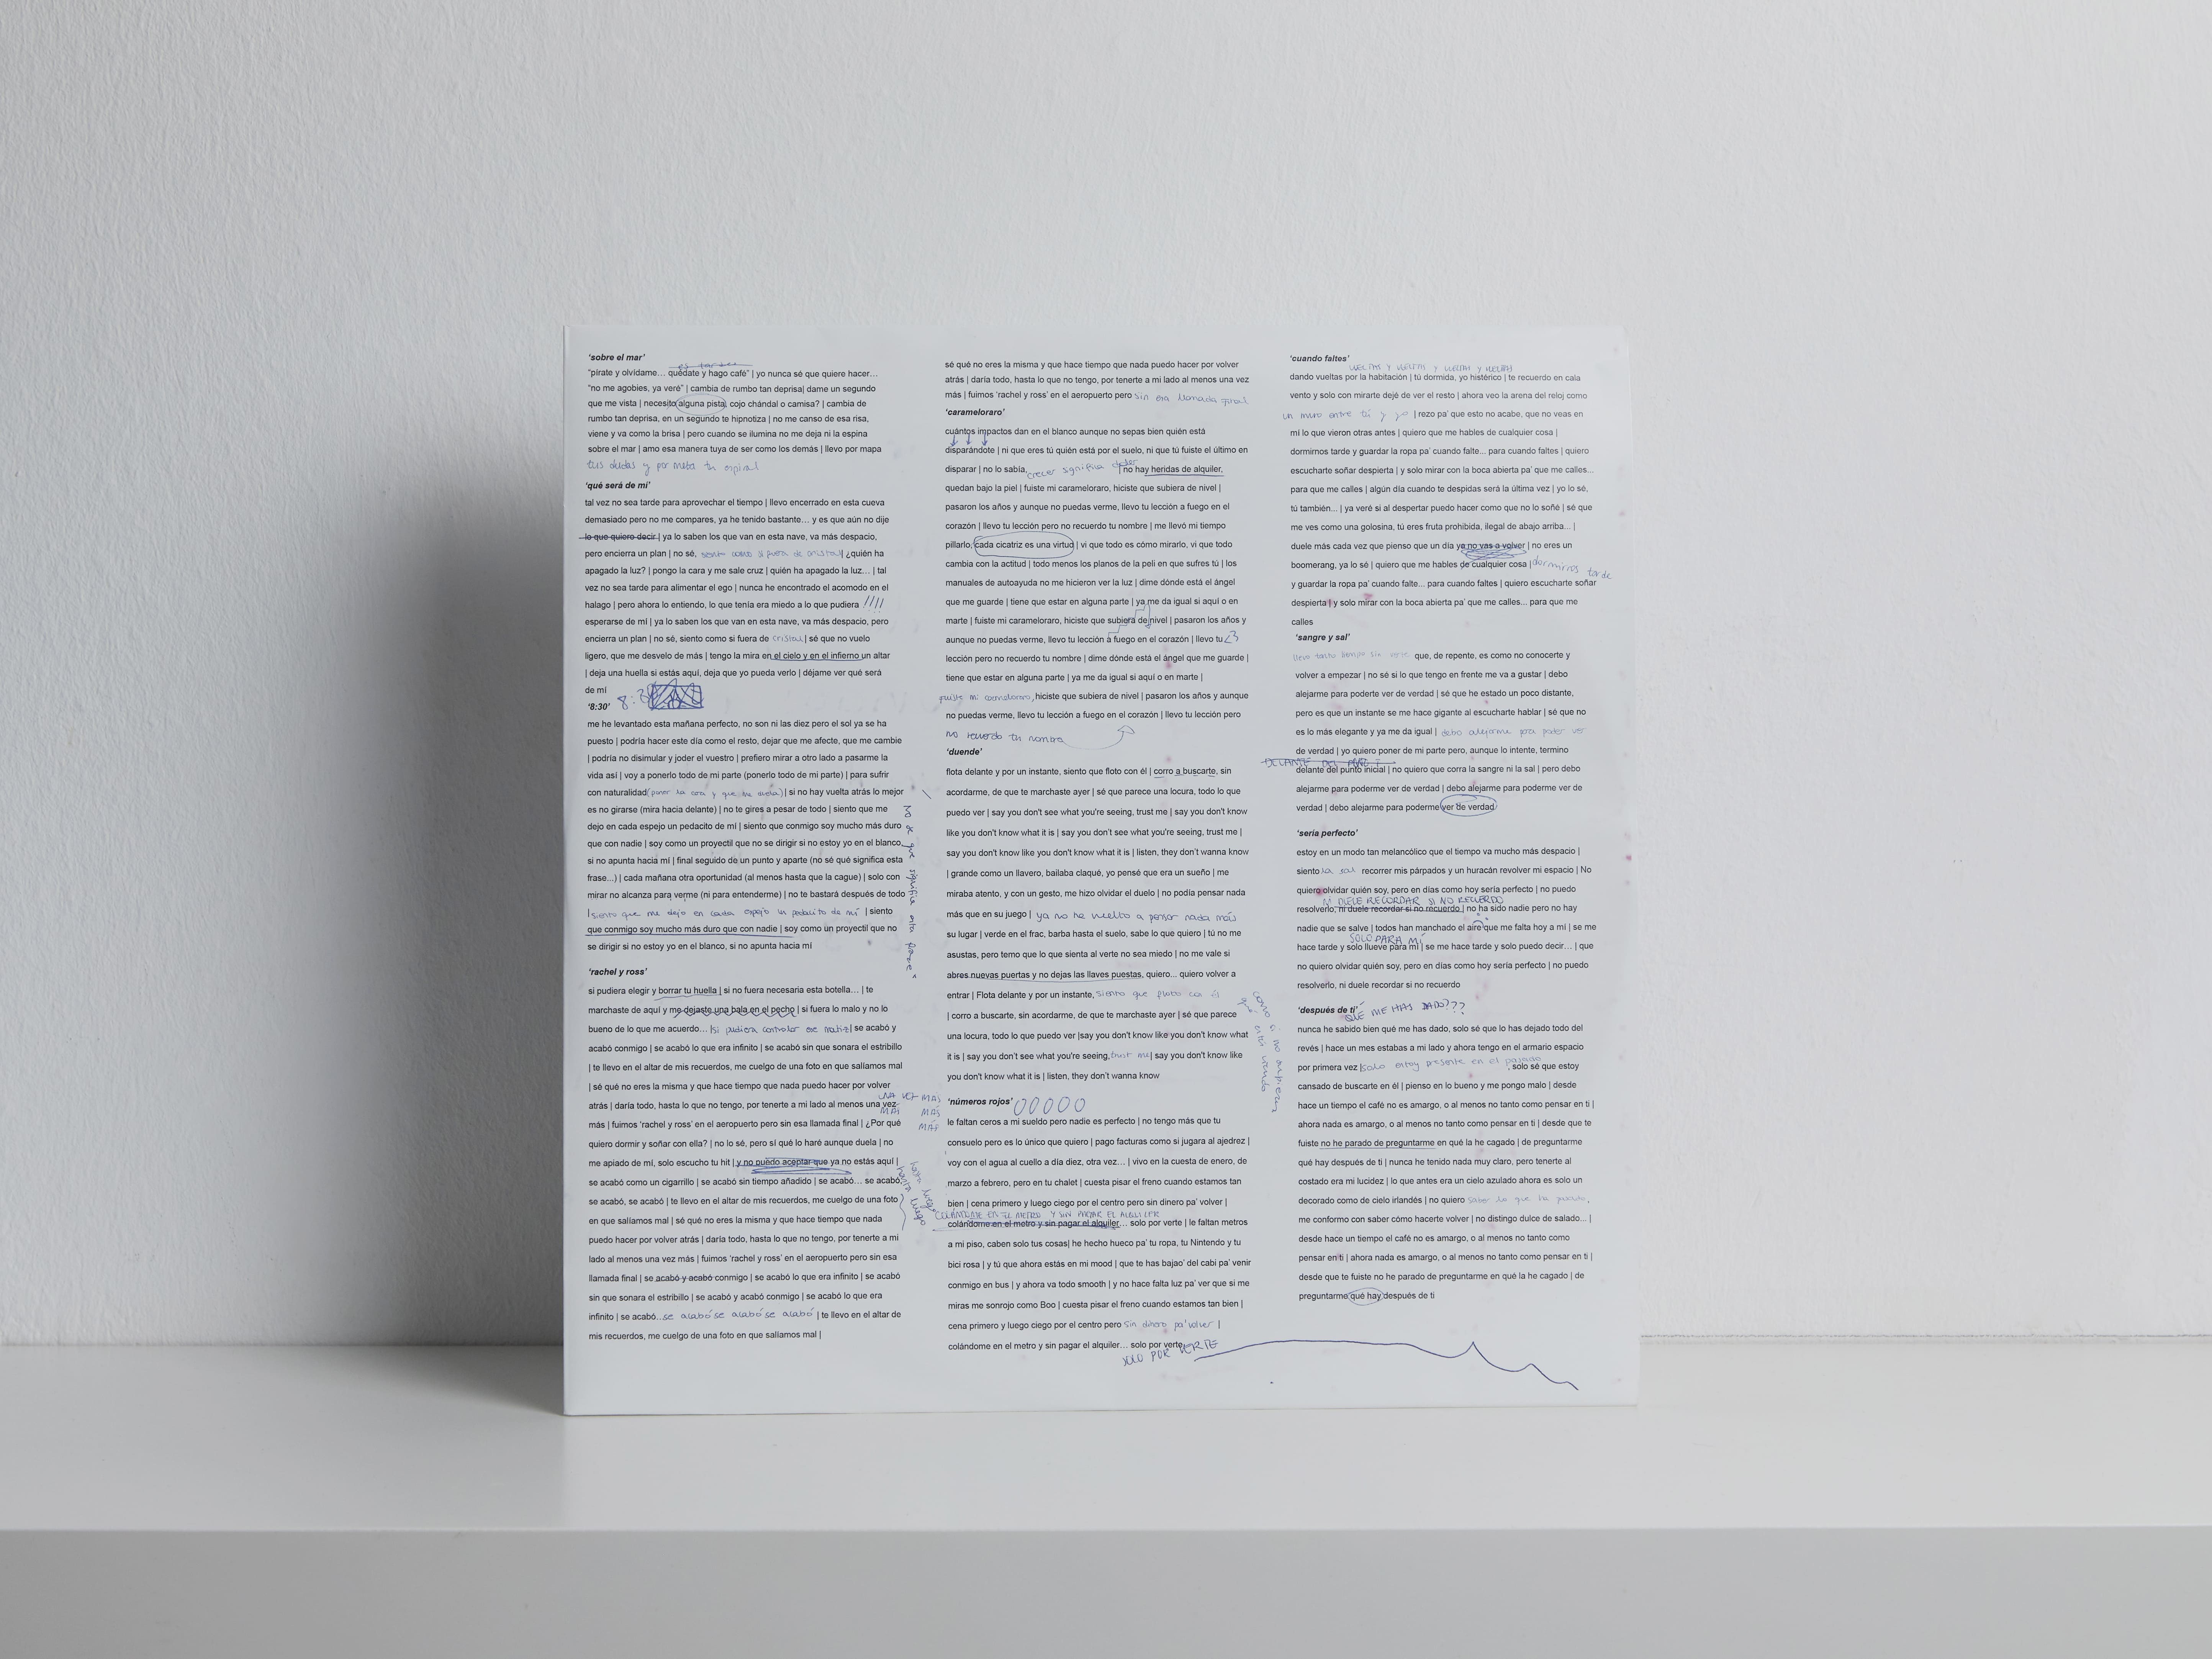 ‘sobre el mar’
es tarde
“pírate y olvídame… quédate y hago café” | yo nunca sé que quiere hacer…
“no me agobies, ya veré” | cambia de rumbo tan deprisa| dame un segundo
que me vista | necesito alguna pista, cojo chándal o camisa? | cambia de
rumbo tan deprisa, en un segundo te hipnotiza | no me canso de esa risa,
viene y va como la brisa | pero cuando se ilumina no me deja ni la espina
sobre el mar | amo esa manera tuya de ser como los demás | llevo por mapa
tus dudas y por meta tu espiral
‘qué será de mí’
tal vez no sea tarde para aprovechar el tiempo | llevo encerrado en esta cueva
demasiado pero no me compares, ya he tenido bastante… y es que aún no dije
lo que quiero decir | ya lo saben los que van en esta nave, va más despacio,
pero encierra un plan | no sé, siento como si fuera de cristal | ¿quién ha
apagado la luz? | pongo la cara y me sale cruz | quién ha apagado la luz… | tal
vez no sea tarde para alimentar el ego | nunca he encontrado el acomodo en el
halago | pero ahora lo entiendo, lo que tenía era miedo a lo que pudiera ////
esperarse de mí | ya lo saben los que van en esta nave, va más despacio, pero
encierra un plan | no sé, siento como si fuera de cristal | sé que no vuelo
ligero, que me desvelo de más | tengo la mira en el cielo y en el infierno un altar
| deja una huella si estás aquí, deja que yo pueda verlo | déjame ver qué será
de mí
‘8:30’
me he levantado esta mañana perfecto, no son ni las diez pero el sol ya se ha
puesto | podría hacer este día como el resto, dejar que me afecte, que me cambie
| podría no disimular y joder el vuestro | prefiero mirar a otro lado a pasarme la
vida así | voy a ponerlo todo de mi parte (ponerlo todo de mi parte) | para sufrir
con naturalidad (poner la cara y que me duela) | si no hay vuelta atrás lo mejor
es no girarse (mira hacia delante) | no te gires a pesar de todo | siento que me
dejo en cada espejo un pedacito de mí | siento que conmigo soy mucho más duro
que con nadie | soy como un proyectil que no se dirigir si no estoy yo en el blanco,
si no apunta hacia mí | final seguido de un punto y aparte (no sé qué significa esta
frase...) | cada mañana otra oportunidad (al menos hasta que la cague) | solo con
mirar no alcanza para verme (ni para entenderme) | no te bastará después de todo
| siento que me dejo en cada espejo un pedacito de mí | siento
que conmigo soy mucho más duro que con nadie | soy como un proyectil que no
se dirigir si no estoy yo en el blanco, si no apunta hacia mí
No sé que significa esta frase
‘rachel y ross’
si pudiera elegir y borrar tu huella | si no fuera necesaria esta botella… | te
marchaste de aquí y me dejaste una bala en el pecho | si fuera lo malo y no lo
bueno de lo que me acuerdo… |si pudiera controlar ese matiz| se acabó y
acabó conmigo | se acabó lo que era infinito | se acabó sin que sonara el estribillo
| te llevo en el altar de mis recuerdos, me cuelgo de una foto en que salíamos mal
| sé qué no eres la misma y que hace tiempo que nada puedo hacer por volver
atrás | daría todo, hasta lo que no tengo, por tenerte a mi lado al menos una vez
UNA VEZ MAS
MAS MAS
MAS
más | fuimos ‘rachel y ross’ en el aeropuerto pero sin esa llamada final | ¿Por qué
quiero dormir y soñar con ella? | no lo sé, pero sí qué lo haré aunque duela | no
me apiado de mí, solo escucho tu hit | y no puedo aceptar que ya no estás aquí |
se acabó como un cigarrillo | se acabó sin tiempo añadido | se acabó… se acabó,
se acabó, se acabó | te llevo en el altar de mis recuerdos, me cuelgo de una foto
hasta luego
hasta luego
en que salíamos mal | sé qué no eres la misma y que hace tiempo que nada
puedo hacer por volver atrás | daría todo, hasta lo que no tengo, por tenerte a mi
lado al menos una vez más | fuimos ‘rachel y ross’ en el aeropuerto pero sin esa
llamada final | se acabó y acabó conmigo | se acabó lo que era infinito | se acabó
sin que sonara el estribillo | se acabó y acabó conmigo | se acabó lo que era
infinito | se acabó… se acabó se acabó se acabó | te llevo en el altar de
mis recuerdos, me cuelgo de una foto en que salíamos mal |
sé qué no eres la misma y que hace tiempo que nada puedo hacer por volver
atrás | daría todo, hasta lo que no tengo, por tenerte a mi lado al menos una vez
más | fuimos ‘rachel y ross’ en el aeropuerto pero sin esa llamada final
‘carameloraro’
cuántos impactos dan en el blanco aunque no sepas bien quién está
disparándote | ni que eres tú quién está por el suelo, ni que tú fuiste el último en
disparar | no lo sabía, crecer significa doler | no hay heridas de alquiler,
quedan bajo la piel | fuiste mi carameloraro, hiciste que subiera de nivel |
pasaron los años y aunque no puedas verme, llevo tu lección a fuego en el
corazón | llevo tu lección pero no recuerdo tu nombre | me llevó mi tiempo
pillarlo, cada cicatriz es una virtud | vi que todo es cómo mirarlo, vi que todo
cambia con la actitud | todo menos los planos de la peli en que sufres tú | los
manuales de autoayuda no me hicieron ver la luz | dime dónde está el ángel
que me guarde | tiene que estar en alguna parte | ya me da igual si aquí o en
marte | fuiste mi carameloraro, hiciste que subiera de nivel | pasaron los años y
aunque no puedas verme, llevo tu lección a fuego en el corazón | llevo tu <3
lección pero no recuerdo tu nombre | dime dónde está el ángel que me guarde |
tiene que estar en alguna parte | ya me da igual si aquí o en marte |
fuiste mi carameloraro, hiciste que subiera de nivel | pasaron los años y aunque
no puedas verme, llevo tu lección a fuego en el corazón | llevo tu lección pero
no recuerdo tu nombre
‘duende’
flota delante y por un instante, siento que floto con él | corro a buscarte, sin
acordarme, de que te marchaste ayer | sé que parece una locura, todo lo que
puedo ver | say you don't see what you're seeing, trust me | say you don't know
like you don't know what it is | say you don't see what you're seeing, trust me |
say you don't know like you don't know what it is | listen, they don’t wanna know
| grande como un llavero, bailaba claqué, yo pensé que era un sueño | me
miraba atento, y con un gesto, me hizo olvidar el duelo | no podía pensar nada
más que en su juego | ya no he vuelto a pensar nada más
su lugar | verde en el frac, barba hasta el suelo, sabe lo que quiero | tú no me
asustas, pero temo que lo que sienta al verte no sea miedo | no me vale si
abres nuevas puertas y no dejas las llaves puestas, quiero... quiero volver a
entrar | Flota delante y por un instante, siento que floto con él
| corro a buscarte, sin acordarme, de que te marchaste ayer | sé que parece
una locura, todo lo que puedo ver |say you don't know like you don't know what
it is | say you don’t see what you're seeing, trust me| say you don't know like
you don't know what it is | listen, they don’t wanna know
‘números rojos’ 00000
le faltan ceros a mi sueldo pero nadie es perfecto | no tengo más que tu
consuelo pero es lo único que quiero | pago facturas como si jugara al ajedrez |
voy con el agua al cuello a día diez, otra vez… | vivo en la cuesta de enero, de
marzo a febrero, pero en tu chalet | cuesta pisar el freno cuando estamos tan
bien | cena primero y luego ciego por el centro pero sin dinero pa’ volver |
COLÁNDOME EN EL METRO Y SIN PAGAR EL ALQUILER
colándome en el metro y sin pagar el alquiler… solo por verte | le faltan metros
a mi piso, caben solo tus cosas| he hecho hueco pa’ tu ropa, tu Nintendo y tu
bici rosa | y tú que ahora estás en mi mood | que te has bajao’ del cabi pa’ venir
conmigo en bus | y ahora va todo smooth | y no hace falta luz pa’ ver que si me
miras me sonrojo como Boo | cuesta pisar el freno cuando estamos tan bien |
cena primero y luego ciego por el centro pero sin dinero pa’ volver |
colándome en el metro y sin pagar el alquiler… solo por verte
SOLO POR VERTE
‘cuando faltes’
VUELTAS Y VUELTAS Y VUELTAS Y VUELTAS
dando vueltas por la habitación | tú dormida, yo histérico | te recuerdo en cala
vento y solo con mirarte dejé de ver el resto | ahora veo la arena del reloj como
un muro entre tú y yo | rezo pa’ que esto no acabe, que no veas en
mí lo que vieron otras antes | quiero que me hables de cualquier cosa |
dormirnos tarde y guardar la ropa pa’ cuando falte... para cuando faltes | quiero
escucharte soñar despierta | y solo mirar con la boca abierta pa’ que me calles...
para que me calles | algún día cuando te despidas será la última vez | yo lo sé,
tú también... | ya veré si al despertar puedo hacer como que no lo soñé | sé que
me ves como una golosina, tú eres fruta prohibida, ilegal de abajo arriba... |
duele más cada vez que pienso que un día ya no vas a volver | no eres un
boomerang, ya lo sé | quiero que me hables de cualquier cosa | dormirnos tarde
y guardar la ropa pa’ cuando falte... para cuando faltes | quiero escucharte soñar
despierta | y solo mirar con la boca abierta pa’ que me calles... para que me
calles
‘sangre y sal’
llevo tanto tiempo sin verte que, de repente, es como no conocerte y
volver a empezar | no sé si lo que tengo en frente me va a gustar | debo
alejarme para poderte ver de verdad | sé que he estado un poco distante,
pero es que un instante se me hace gigante al escucharte hablar | sé que no
es lo más elegante y ya me da igual | debo alejarme para poder ver
de verdad | yo quiero poner de mi parte pero, aunque lo intente, termino
delante del punto inicial | no quiero que corra la sangre ni la sal | pero debo
alejarme para poderme ver de verdad | debo alejarme para poderme ver de
verdad | debo alejarme para poderme ver de verdad
‘sería perfecto’
estoy en un modo tan melancólico que el tiempo va mucho más despacio |
siento la sal recorrer mis párpados y un huracán revolver mi espacio | No
quiero olvidar quién soy, pero en días como hoy sería perfecto | no puedo
NI DUELE RECORDAR SI NO RECUERDO
resolverlo, ni duele recordar si no recuerdo | no ha sido nadie pero no hay
nadie que se salve | todos han manchado el aire que me falta hoy a mí | se me
SOLO PARA MÍ
hace tarde y solo llueve para mí | se me hace tarde y solo puedo decir… | que
no quiero olvidar quién soy, pero en días como hoy sería perfecto | no puedo
resolverlo, ni duele recordar si no recuerdo
‘después de ti’ QUÉ ME HAS DADO???
nunca he sabido bien qué me has dado, solo sé que lo has dejado todo del
revés | hace un mes estabas a mi lado y ahora tengo en el armario espacio
por primera vez |solo estoy presente en el pasado, solo sé que estoy
cansado de buscarte en él | pienso en lo bueno y me pongo malo | desde
hace un tiempo el café no es amargo, o al menos no tanto como pensar en ti |
ahora nada es amargo, o al menos no tanto como pensar en ti | desde que te
fuiste no he parado de preguntarme en qué la he cagado | de preguntarme
qué hay después de ti | nunca he tenido nada muy claro, pero tenerte al
costado era mi lucidez | lo que antes era un cielo azulado ahora es solo un
decorado como de cielo irlandés | no quiero saber lo que ha pasado,
me conformo con saber cómo hacerte volver | no distingo dulce de salado... |
desde hace un tiempo el café no es amargo, o al menos no tanto como
pensar en ti | ahora nada es amargo, o al menos no tanto como pensar en ti |
desde que te fuiste no he parado de preguntarme en qué la he cagado | de
preguntarme qué hay después de ti